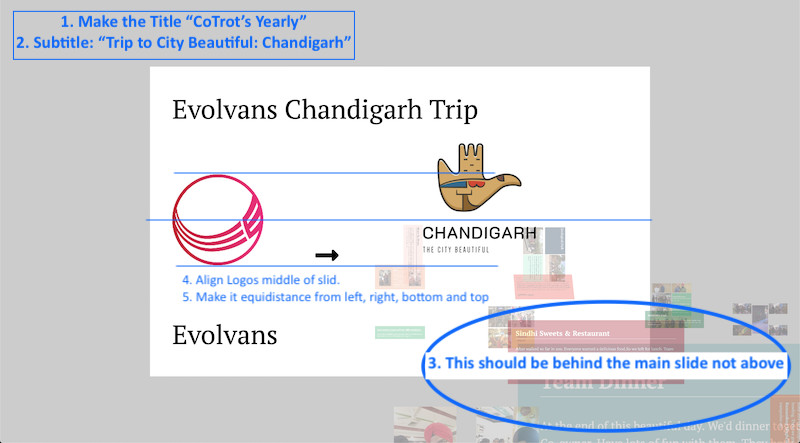 1. Make the Title “CoTrot’s Yearly”
2. Subtitle: “Trip to City Beautiful: Chandigarh”
Evolvans Chandigarh Trip
CHANDIGARH
THE CITY BEAUTIFUL
4. Align Logos middle of slid.
5. Make it equidistance from left, right, bottom and top
Evolvans
Sindhi Sweets & Restaurant
3. This should be behind the main slide not above
Team Dinner
At the end of this beautiful day. We'd dinner